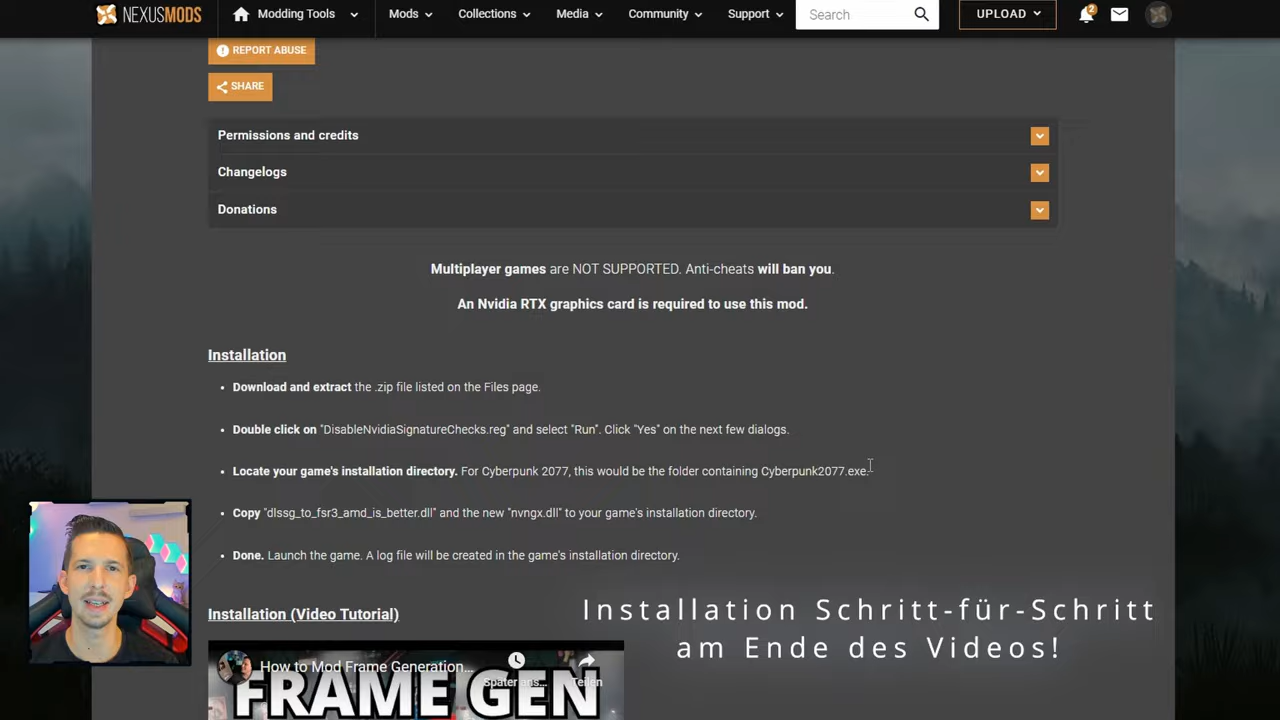 NEXUSMODS
Modding Tools
Mods
Collections
Media
Community
Support
Search
UPLOAD
2
REPORT ABUSE
SHARE
Permissions and credits
Changelogs
Donations
Multiplayer games are NOT SUPPORTED. Anti-cheats will ban you.
An Nvidia RTX graphics card is required to use this mod.
Installation
• Download and extract the .zip file listed on the Files page.
• Double click on "DisableNvidiaSignatureChecks.reg" and select "Run". Click "Yes" on the next few dialogs.
• Locate your game's installation directory. For Cyberpunk 2077, this would be the folder containing Cyberpunk2077.exe.
• Copy "dlssg_to_fsr3_amd_is_better.dll" and the new "nvngx.dll" to your game's installation directory.
• Done. Launch the game. A log file will be created in the game's installation directory.
Installation (Video Tutorial)
How to Mod Frame Generation...
Später ans...
Teilen
FRAME GEN
Installation Schritt-für-Schritt
am Ende des Videos!